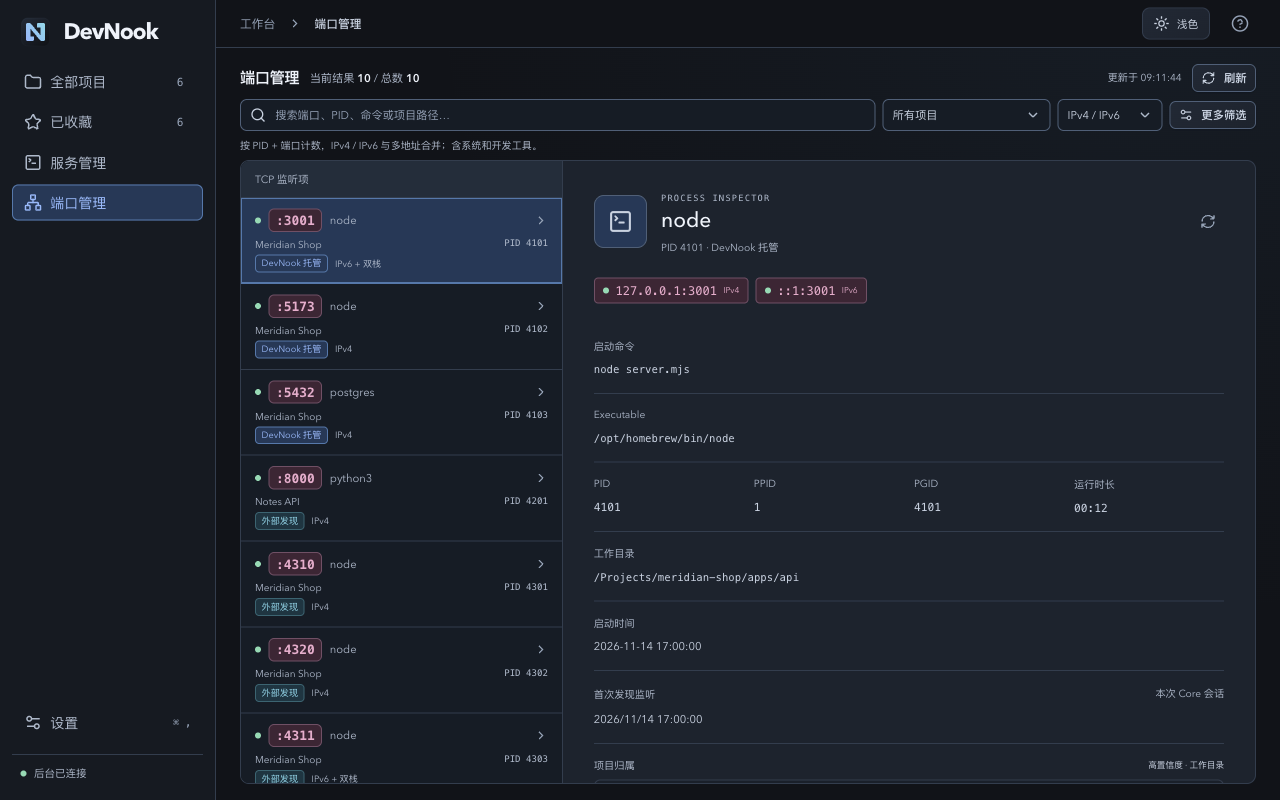 DevNook
全部项目 6
已收藏 6
服务管理
端口管理
设置 ⌘ ,
后台已连接
工作台 > 端口管理
浅色
端口管理 当前结果 10 / 总数 10
更新于 09:11:44
刷新
搜索端口、PID、命令或项目路径...
所有项目
IPv4 / IPv6
更多筛选
按 PID + 端口计数，IPv4 / IPv6 与多地址合并；含系统和开发工具。
TCP 监听项
:3001 node
Meridian Shop PID 4101
DevNook 托管 IPv6 + 双栈
:5173 node
Meridian Shop PID 4102
DevNook 托管 IPv4
:5432 postgres
Meridian Shop PID 4103
DevNook 托管 IPv4
:8000 python3
Notes API PID 4201
外部发现 IPv4
:4310 node
Meridian Shop PID 4301
外部发现 IPv4
:4320 node
Meridian Shop PID 4302
外部发现 IPv4
:4311 node
Meridian Shop PID 4303
外部发现 IPv6 + 双栈
PROCESS INSPECTOR
node
PID 4101 · DevNook 托管
127.0.0.1:3001 IPv4
::1:3001 IPv6
启动命令
node server.mjs
Executable
/opt/homebrew/bin/node
PID PPID PGID 运行时长
4101 1 4101 00:12
工作目录
/Projects/meridian-shop/apps/api
启动时间
2026-11-14 17:00:00
首次发现监听 本次 Core 会话
2026/11/14 17:00:00
项目归属 高置信度 · 工作目录